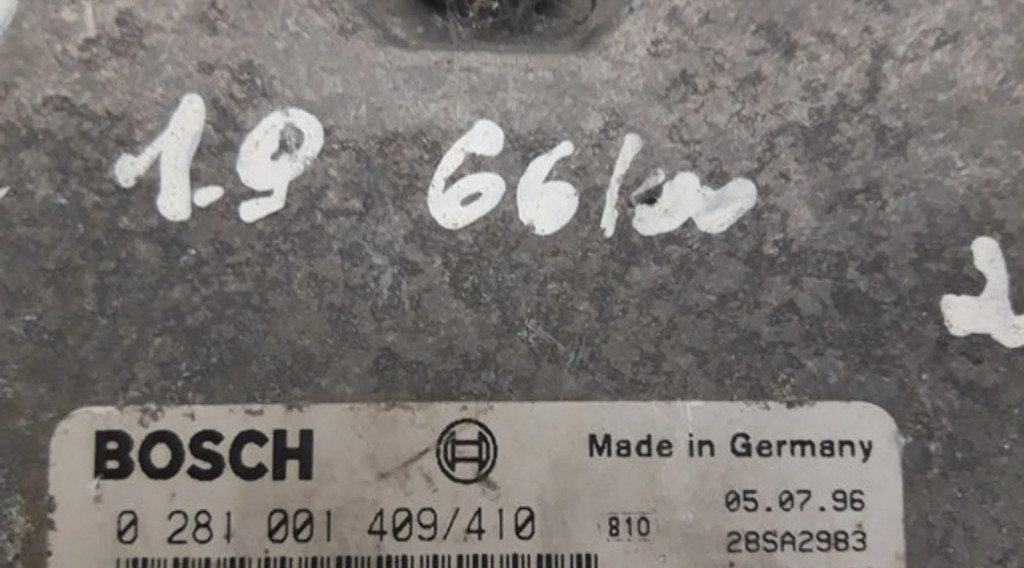 1.9 66kw
BOSCH
Made in Germany
0 281 001 409/410
810
05.07.96
28SA2983